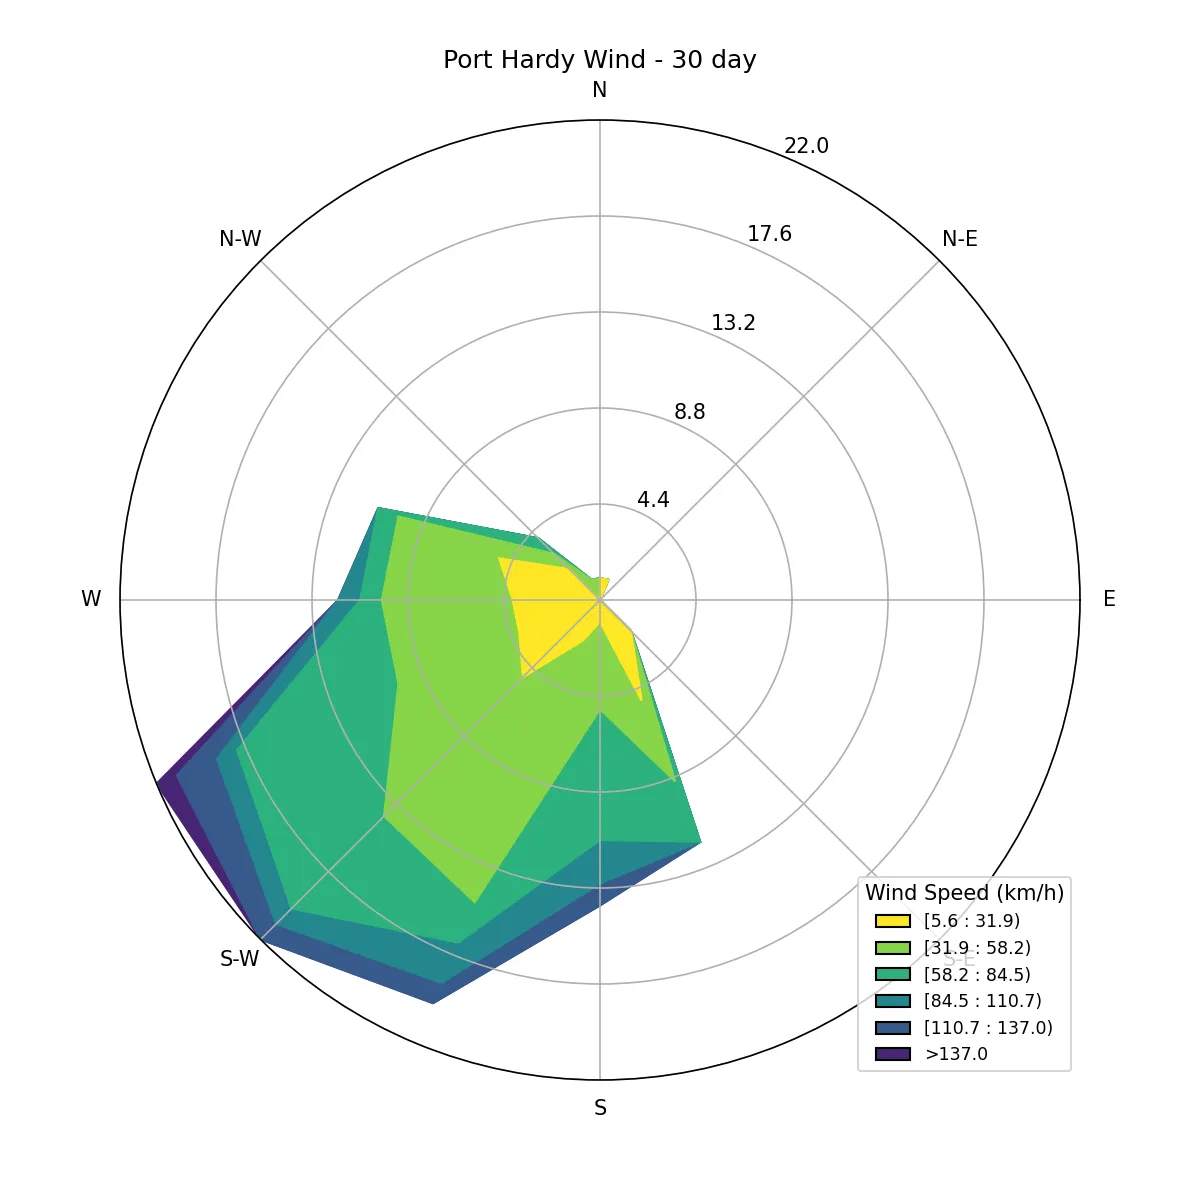 Port Hardy Wind - 30 day
N
22.0
17.6
N-W
N-E
13.2
8.8
4.4
W
E
S-W
S-E
Wind Speed (km/h)
[5.6 : 31.9)
[31.9 : 58.2)
[58.2 : 84.5)
[84.5 : 110.7)
[110.7 : 137.0)
>137.0
S